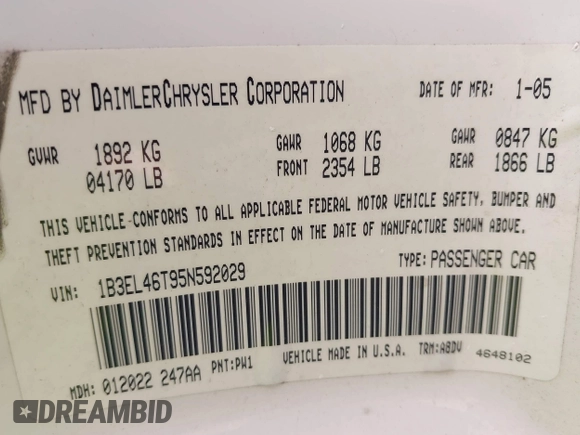 MFD BY DAIMLERCHRYSLER CORPORATION DATE OF MFR: 1-05
GVWR 1892 KG GAWR 1068 KG GAWR 0847 KG
04170 LB FRONT 2354 LB REAR 1866 LB
THIS VEHICLE CONFORMS TO ALL APPLICABLE FEDERAL MOTOR VEHICLE SAFETY, BUMPER AND
THEFT PREVENTION STANDARDS IN EFFECT ON THE DATE OF MANUFACTURE SHOWN ABOVE.
VIN: 1B3EL46T95N592029 TYPE: PASSENGER CAR
MDH: 012022 247AA PNT: PW1 VEHICLE MADE IN U.S.A. TRM: A8DV 4648102
DREAMBID